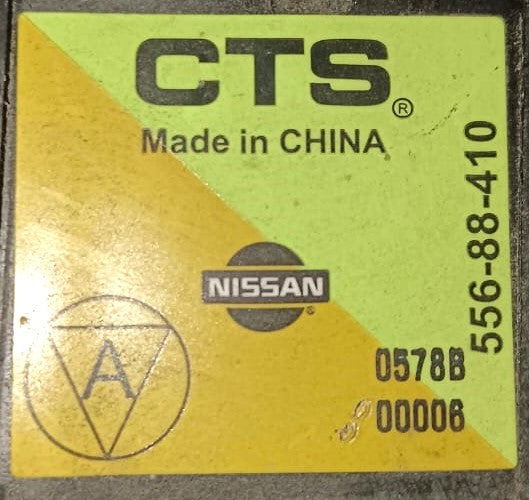 CTS®
Made in CHINA
NISSAN®
556-88-410
A
0578B
00006